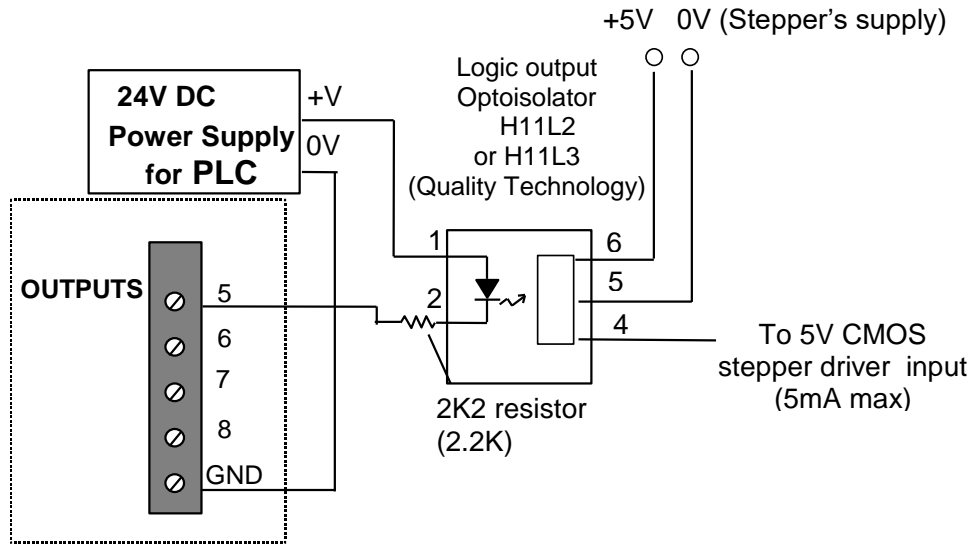 +5V 0V (Stepper's supply)
24V DC
Power Supply
for PLC
+V
0V
Logic output
Optoisolator
H11L2
or H11L3
(Quality Technology)
OUTPUTS
5
6
7
8
GND
1
2
6
5
4
2K2 resistor
(2.2K)
To 5V CMOS
stepper driver input
(5mA max)